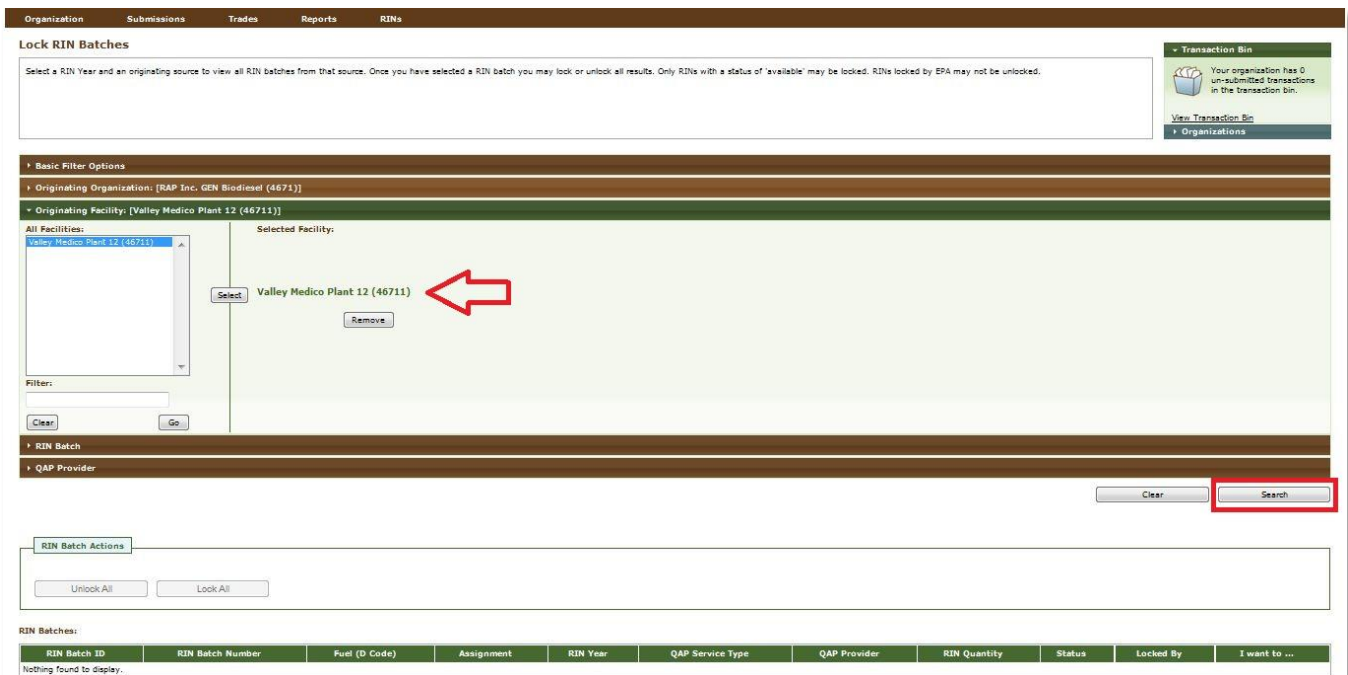 Organization Submissions Trades Reports RINs
Lock RIN Batches
Select a RIN Year and an originating source to view all RIN batches from that source. Once you have selected a RIN batch you may lock or unlock all results. Only RINs with a status of 'available' may be locked. RINs locked by EPA may not be unlocked.
Transaction Bin
Your organization has 0
un-submitted transactions
in the transaction bin.
View Transaction Bin
Organizations
Basic Filter Options
Originating Organization: [RAP Inc. GEN Biodiesel (4671)]
Originating Facility: [Valley Medico Plant 12 (46711)]
All Facilities: Selected Facility:
Valley Medico Plant 12 (46711)
Select Valley Medico Plant 12 (46711)
Remove
Filter:
Clear Go
RIN Batch
QAP Provider
Clear Search
RIN Batch Actions
Unlock All Lock All
RIN Batches:
RIN Batch ID RIN Batch Number Fuel (D Code) Assignment RIN Year QAP Service Type QAP Provider RIN Quantity Status Locked By I want to ...
Nothing found to display.